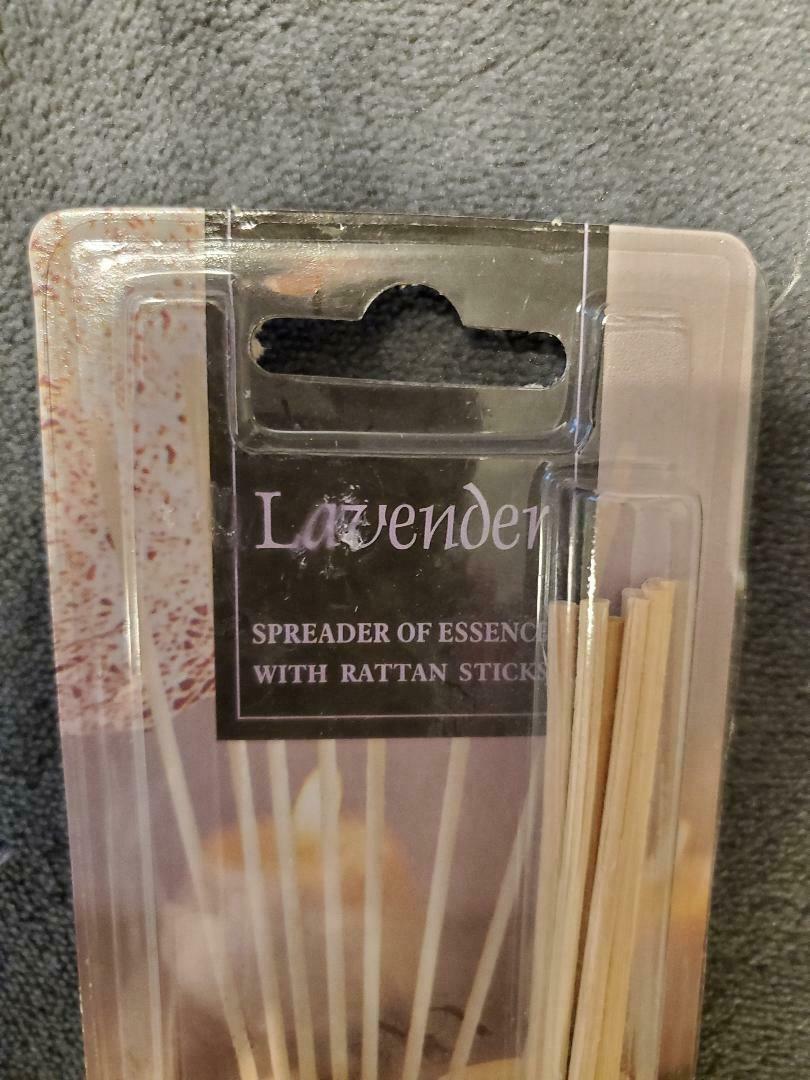 Lavender
SPREADER OF ESSENCE
WITH RATTAN STICKS